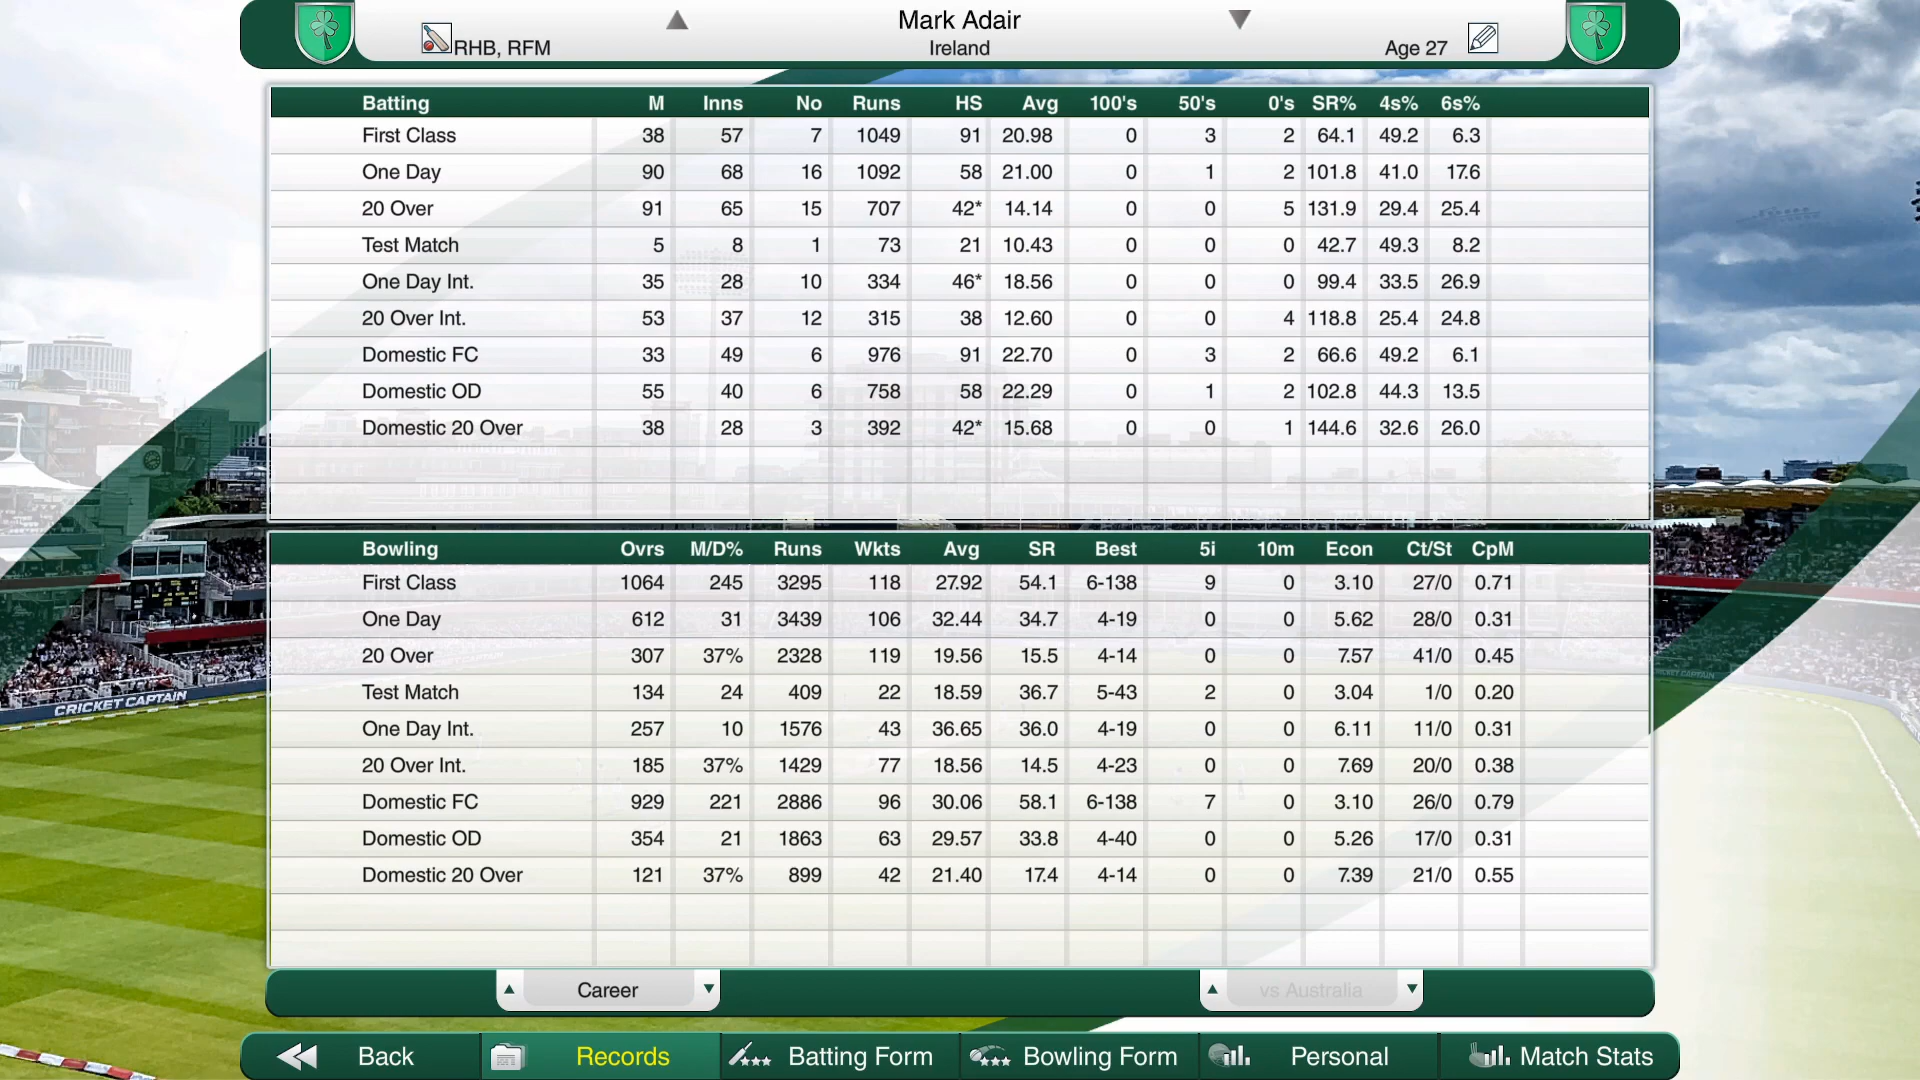 Mark Adair
RHB, RFM Ireland Age 27
Batting M Inns No Runs HS Avg 100's 50's 0's SR% 4s% 6s%
First Class 38 57 7 1049 91 20.98 0 3 2 64.1 49.2 6.3
One Day 90 68 16 1092 58 21.00 0 1 2 101.8 41.0 17.6
20 Over 91 65 15 707 42* 14.14 0 0 5 131.9 29.4 25.4
Test Match 5 8 1 73 21 10.43 0 0 0 42.7 49.3 8.2
One Day Int. 35 28 10 334 46* 18.56 0 0 0 99.4 33.5 26.9
20 Over Int. 53 37 12 315 38 12.60 0 0 4 118.8 25.4 24.8
Domestic FC 33 49 6 976 91 22.70 0 3 2 66.6 49.2 6.1
Domestic OD 55 40 6 758 58 22.29 0 1 2 102.8 44.3 13.5
Domestic 20 Over 38 28 3 392 42* 15.68 0 0 1 144.6 32.6 26.0
Bowling Ovrs M/D% Runs Wkts Avg SR Best 5i 10m Econ Ct/St CpM
First Class 1064 245 3295 118 27.92 54.1 6-138 9 0 3.10 27/0 0.71
One Day 612 31 3439 106 32.44 34.7 4-19 0 0 5.62 28/0 0.31
20 Over 307 37% 2328 119 19.56 15.5 4-14 0 0 7.57 41/0 0.45
Test Match 134 24 409 22 18.59 36.7 5-43 2 0 3.04 1/0 0.20
One Day Int. 257 10 1576 43 36.65 36.0 4-19 0 0 6.11 11/0 0.31
20 Over Int. 185 37% 1429 77 18.56 14.5 4-23 0 0 7.69 20/0 0.38
Domestic FC 929 221 2886 96 30.06 58.1 6-138 7 0 3.10 26/0 0.79
Domestic OD 354 21 1863 63 29.57 33.8 4-40 0 0 5.26 17/0 0.31
Domestic 20 Over 121 37% 899 42 21.40 17.4 4-14 0 0 7.39 21/0 0.55
CRICKET CAPTAIN
CRICKET CAPTAIN
Career vs Australia
Back Records Batting Form Bowling Form Personal Match Stats